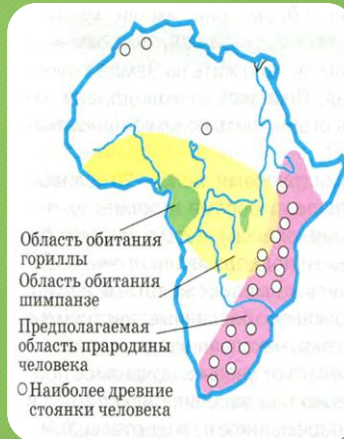 Область обитания
гориллы
Область обитания
шимпанзе
Предполагаемая
область прародины
человека
Наиболее древние
стоянки человека